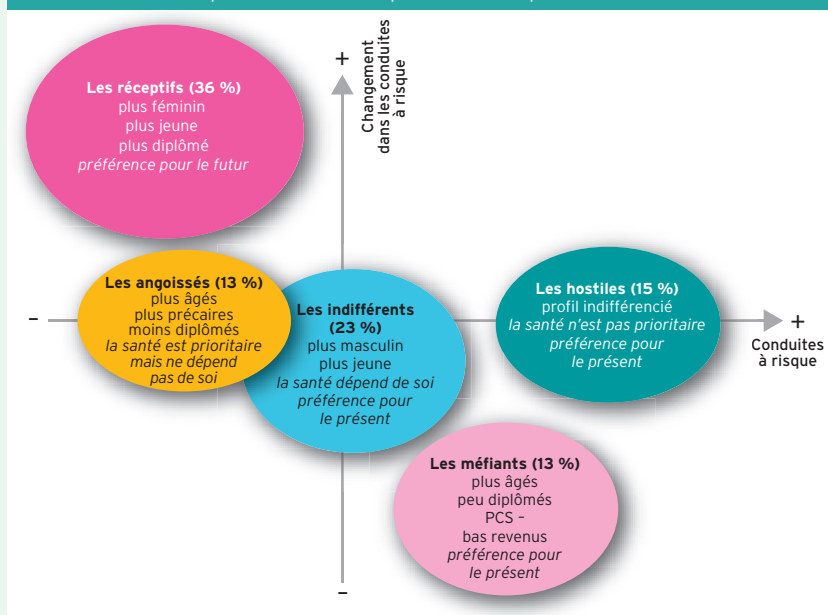 +
Changement
dans les conduites
à risque
Les réceptifs (36 %)
plus féminin
plus jeune
plus diplômé
préférence pour le futur
Les angoissés (13 %)
plus âgés
plus précaires
moins diplômés
la santé est prioritaire
mais ne dépend
pas de soi
–
Les indifférents
(23 %)
plus masculin
plus jeune
la santé dépend de soi
préférence pour
le présent
Les hostiles (15 %)
profil indifférencié
la santé n'est pas prioritaire
préférence pour
le présent
+
Conduites
à risque
Les méfiants (13 %)
plus âgés
peu diplômés
PCS –
bas revenus
préférence pour
le présent
–